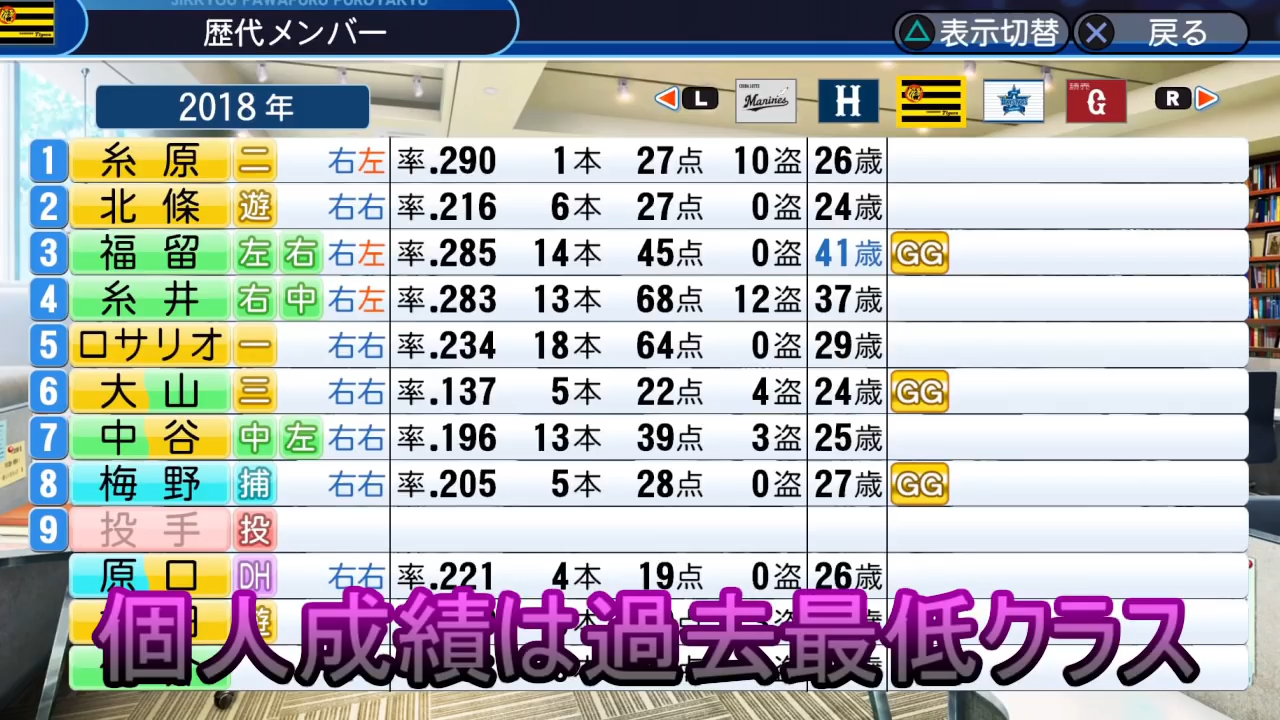 JIKKYOU PAWAFURU PUROYAKYU
歴代メンバー
表示切替
戻る
2018年
L
Marines
H
Tigers
G
R
1 糸原 二 右左 率.290 1本 27点 10盗 26歳
2 北條 遊 右右 率.216 6本 27点 0盗 24歳
3 福留 左 右 右左 率.285 14本 45点 0盗 41歳 GG
4 糸井 右 中 右左 率.283 13本 68点 12盗 37歳
5 ロサリオ 一 右右 率.234 18本 64点 0盗 29歳
6 大山 三 右右 率.137 5本 22点 4盗 24歳 GG
7 中谷 中 左 右右 率.196 13本 39点 3盗 25歳
8 梅野 捕 右右 率.205 5本 28点 0盗 27歳 GG
9 投手 投
原口 DH 右右 率.221 4本 19点 0盗 26歳
個人成績は過去最低クラス